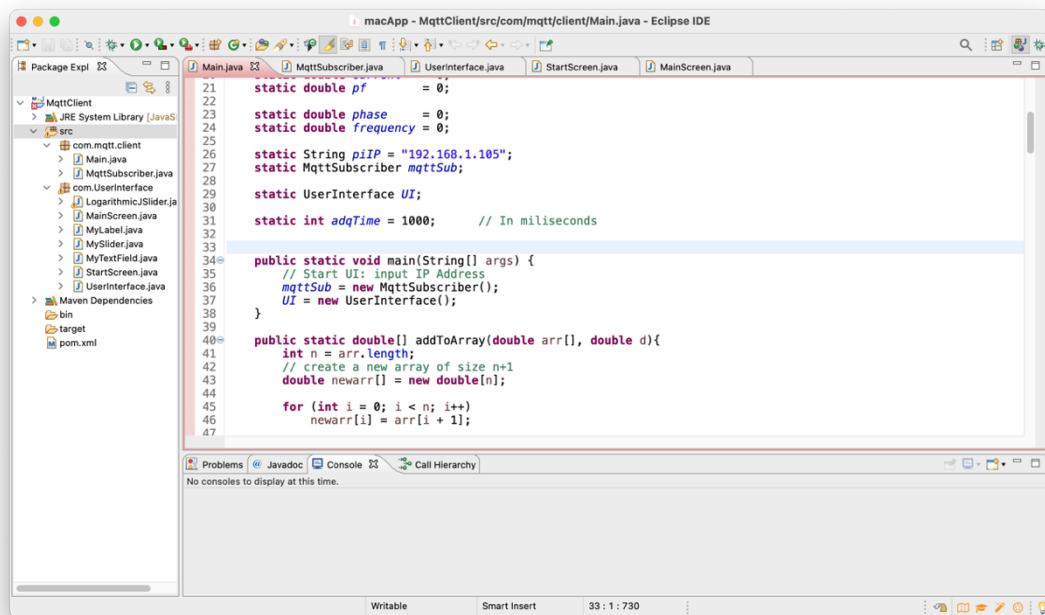 macApp - MqttClient/src/com/mqtt/client/Main.java - Eclipse IDE
Package Expl
Main.java
MqttSubscriber.java
UserInterface.java
StartScreen.java
MainScreen.java
MqttClient
JRE System Library [JavaS
src
com.mqtt.client
Main.java
MqttSubscriber.java
com.UserInterface
LogarithmicJSlider.ja
MainScreen.java
MyLabel.java
MySlider.java
MyTextField.java
StartScreen.java
UserInterface.java
Maven Dependencies
bin
target
pom.xml
21 static double pf = 0;
22
23 static double phase = 0;
24 static double frequency = 0;
25
26 static String piIP = "192.168.1.105";
27 static MqttSubscriber mqttSub;
28
29 static UserInterface UI;
30
31 static int adqTime = 1000; // In miliseconds
32
33
34 public static void main(String[] args) {
35 // Start UI: input IP Address
36 mqttSub = new MqttSubscriber();
37 UI = new UserInterface();
38 }
39
40 public static double[] addToArray(double arr[], double d){
41 int n = arr.length;
42 // create a new array of size n+1
43 double newarr[] = new double[n];
44
45 for (int i = 0; i < n; i++)
46 newarr[i] = arr[i + 1];
47
Problems
Javadoc
Console
Call Hierarchy
No consoles to display at this time.
Writable
Smart Insert
33 : 1 : 730